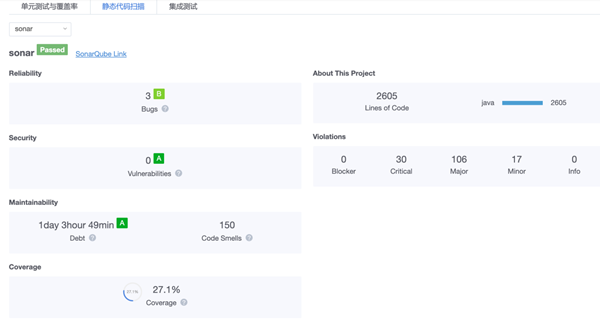 单元测试与覆盖率 静态代码扫描 集成测试
sonar
sonar Passed SonarQube Link
Reliability
3 B
Bugs ?
Security
0 A
Vulnerabilities ?
Maintainability
1day 3hour 49min A 150
Debt ? Code Smells ?
Coverage
27.1% 27.1%
Coverage ?
About This Project
2605 java 2605
Lines of Code
Violations
0 30 106 17 0
Blocker Critical Major Minor Info